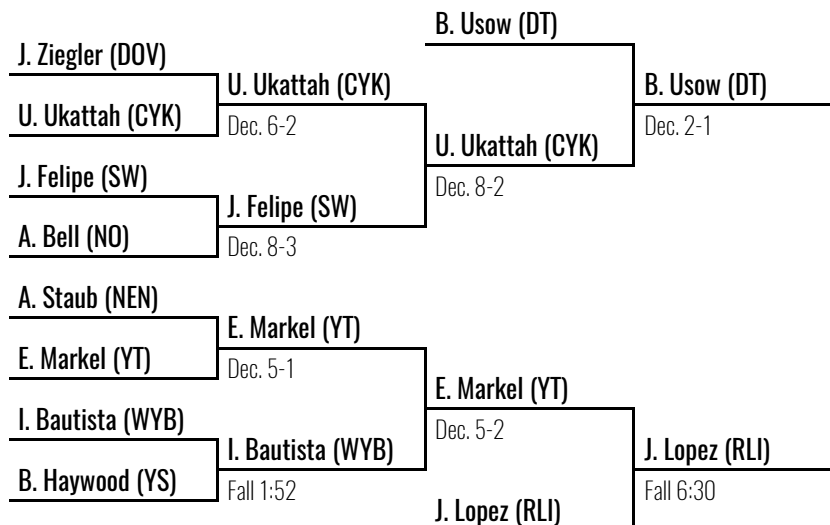 B. Usow (DT)
J. Ziegler (DOV)
U. Ukattah (CYK)
B. Usow (DT)
U. Ukattah (CYK)
Dec. 6-2
Dec. 2-1
U. Ukattah (CYK)
J. Felipe (SW)
Dec. 8-2
J. Felipe (SW)
A. Bell (NO)
Dec. 8-3
A. Staub (NEN)
E. Markel (YT)
E. Markel (YT)
Dec. 5-1
E. Markel (YT)
I. Bautista (WYB)
Dec. 5-2
I. Bautista (WYB)
J. Lopez (RLI)
B. Haywood (YS)
Fall 1:52
Fall 6:30
J. Lopez (RLI)